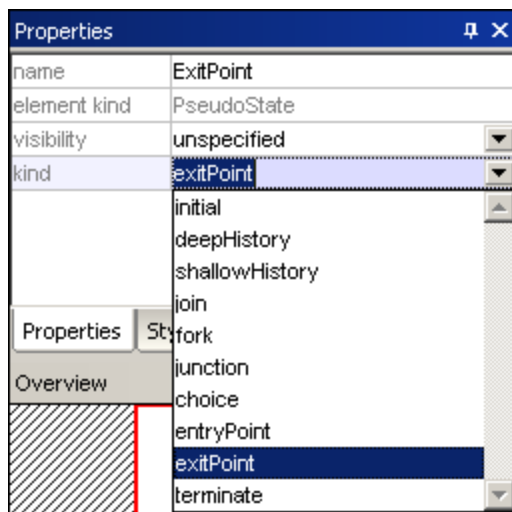 Properties
name ExitPoint
element kind PseudoState
visibility unspecified
kind exitPoint
initial
deepHistory
shallowHistory
join
Properties St fork
junction
Overview
choice
entryPoint
exitPoint
terminate